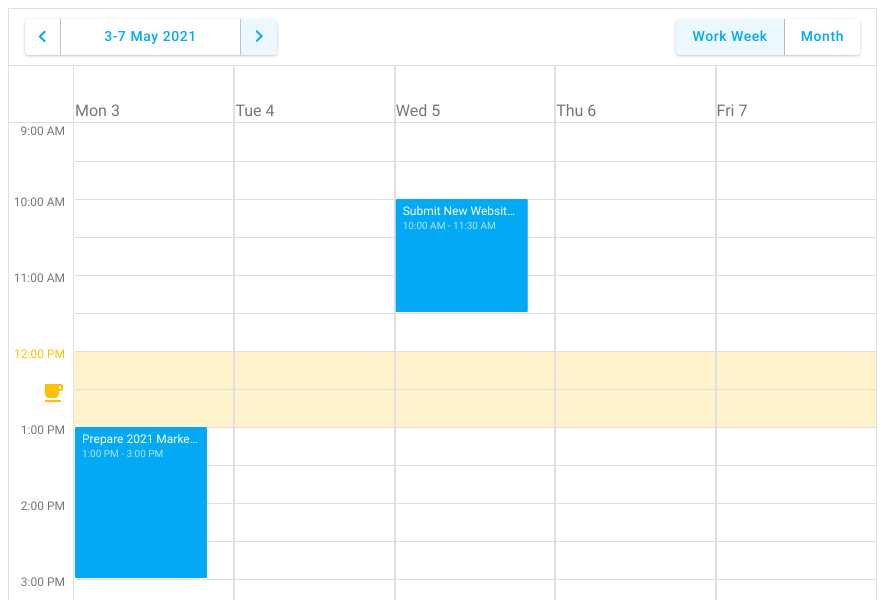 3-7 May 2021
Work Week
Month
Mon 3
Tue 4
Wed 5
Thu 6
Fri 7
9:00 AM
10:00 AM
Submit New Websit...
10:00 AM - 11:30 AM
11:00 AM
12:00 PM
1:00 PM
Prepare 2021 Marke...
1:00 PM - 3:00 PM
2:00 PM
3:00 PM